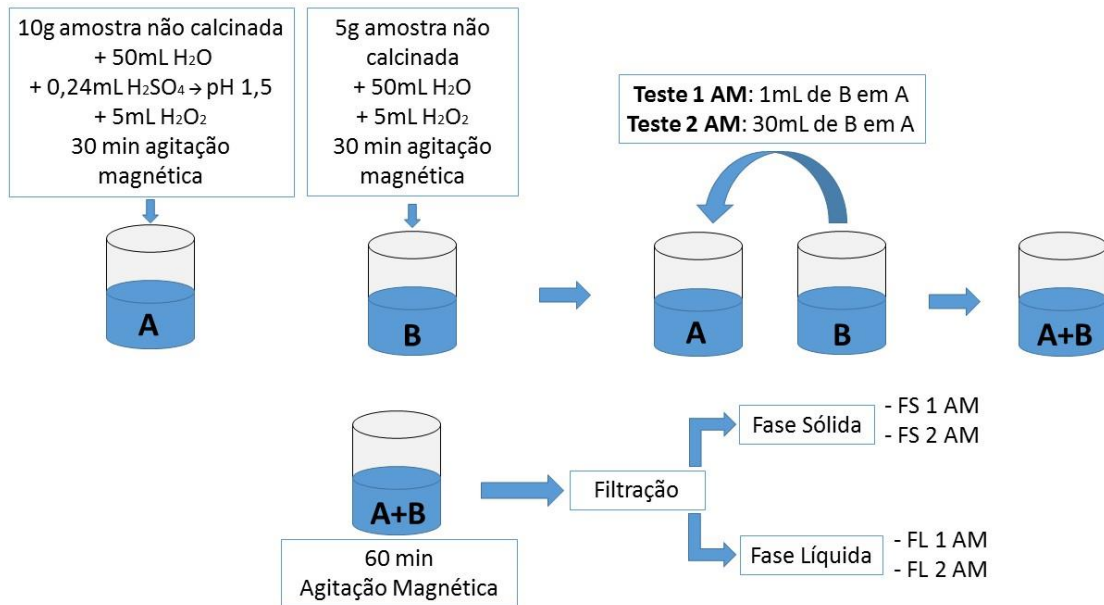 10g amostra não calcinada
+ 50mL H₂O
+ 0,24mL H₂SO₄ → pH 1,5
+ 5mL H₂O₂
30 min agitação
magnética
5g amostra não
calcinada
+ 50mL H₂O
+ 5mL H₂O₂
30 min agitação
magnética
Teste 1 AM: 1mL de B em A
Teste 2 AM: 30mL de B em A
A
B
A
B
A+B
A+B
60 min
Agitação Magnética
Filtração
Fase Sólida
- FS 1 AM
- FS 2 AM
Fase Líquida
- FL 1 AM
- FL 2 AM